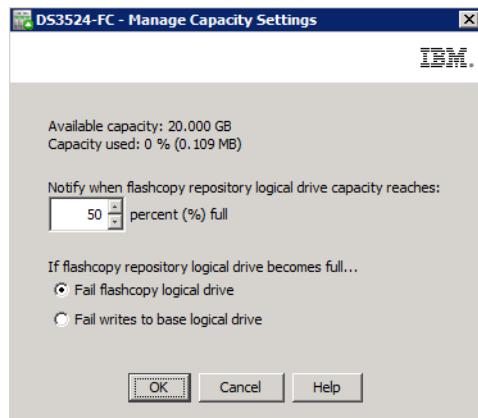 DS3524-FC - Manage Capacity Settings
IBM.
Available capacity: 20.000 GB
Capacity used: 0 % (0.109 MB)
Notify when flashcopy repository logical drive capacity reaches:
50 percent (%) full
If flashcopy repository logical drive becomes full...
Fail flashcopy logical drive
Fail writes to base logical drive
OK Cancel Help